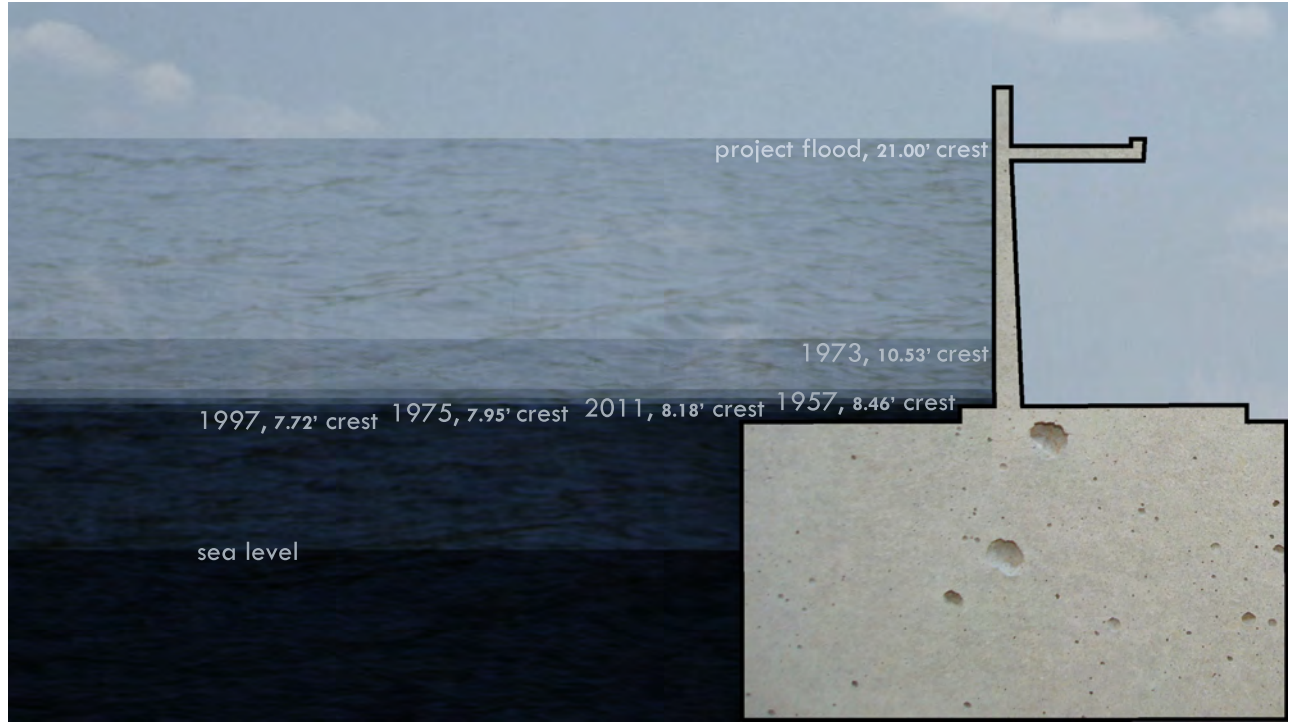 project flood, 21.00’ crest
1973, 10.53’ crest
1957, 8.46’ crest
2011, 8.18’ crest
1975, 7.95’ crest
1997, 7.72’ crest
sea level